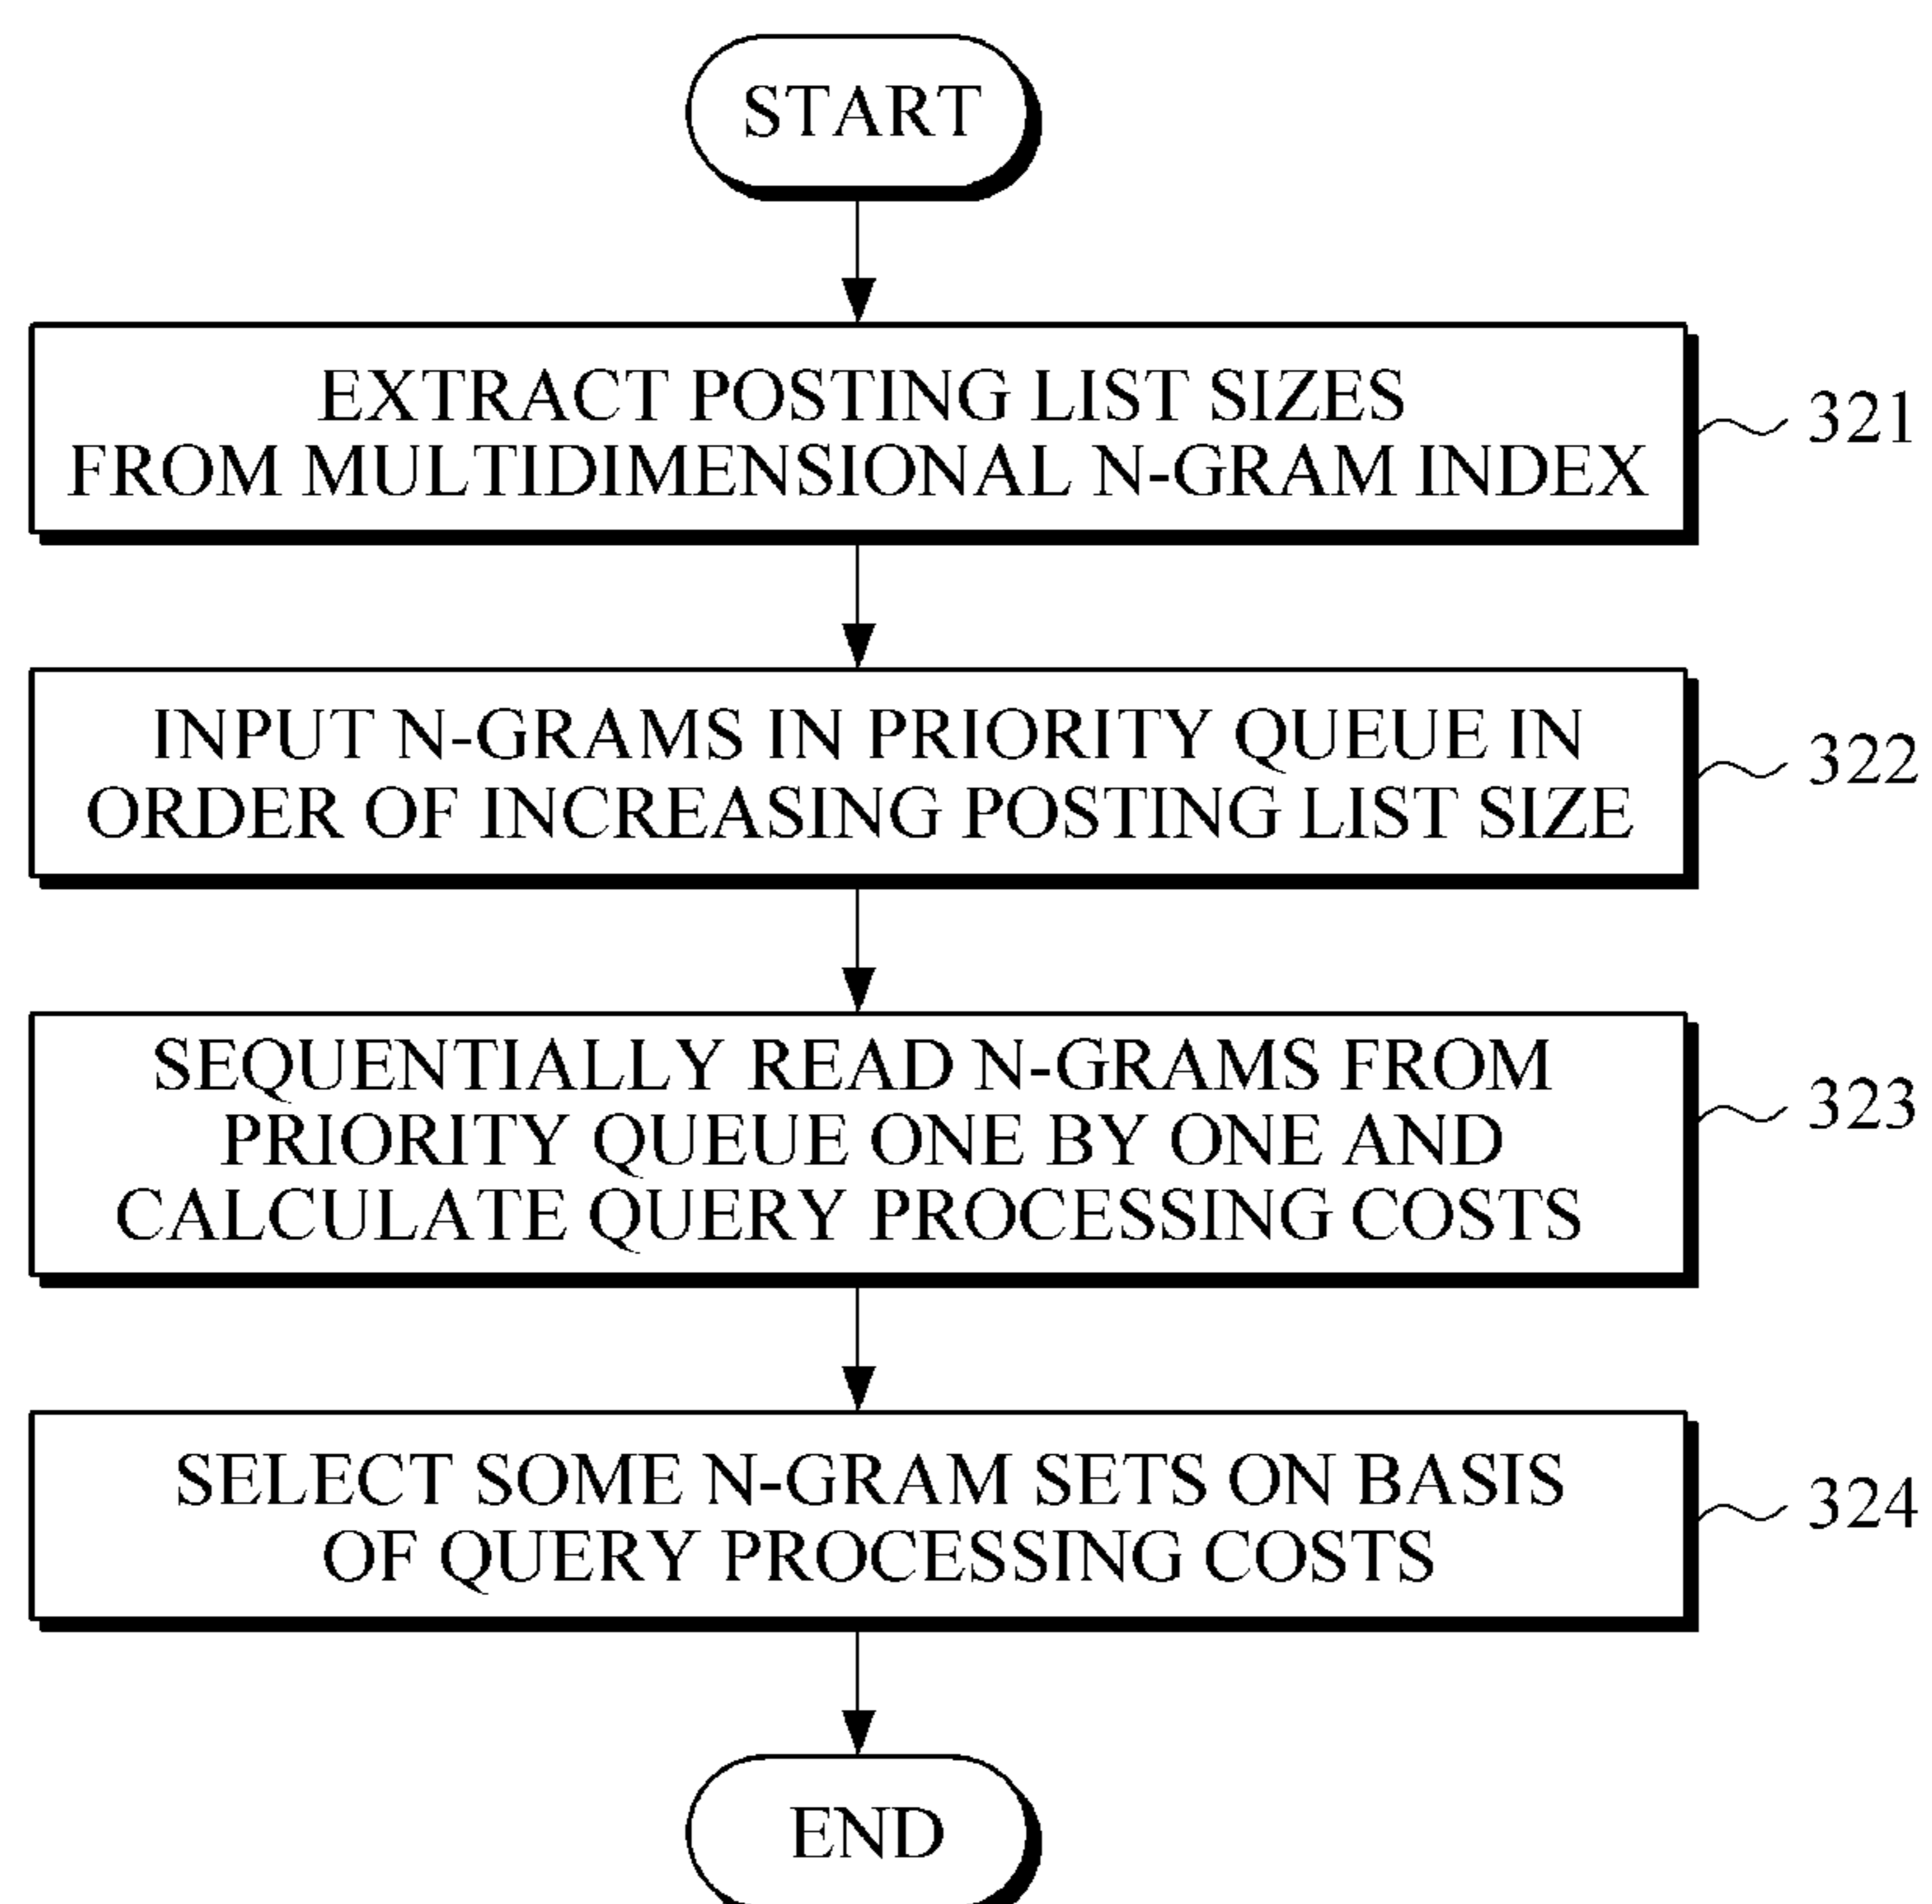 START
EXTRACT POSTING LIST SIZES
FROM MULTIDIMENSIONAL N-GRAM INDEX
321
INPUT N-GRAMS IN PRIORITY QUEUE IN
ORDER OF INCREASING POSTING LIST SIZE
322
SEQUENTIALLY READ N-GRAMS FROM
PRIORITY QUEUE ONE BY ONE AND
CALCULATE QUERY PROCESSING COSTS
323
SELECT SOME N-GRAM SETS ON BASIS
OF QUERY PROCESSING COSTS
324
END